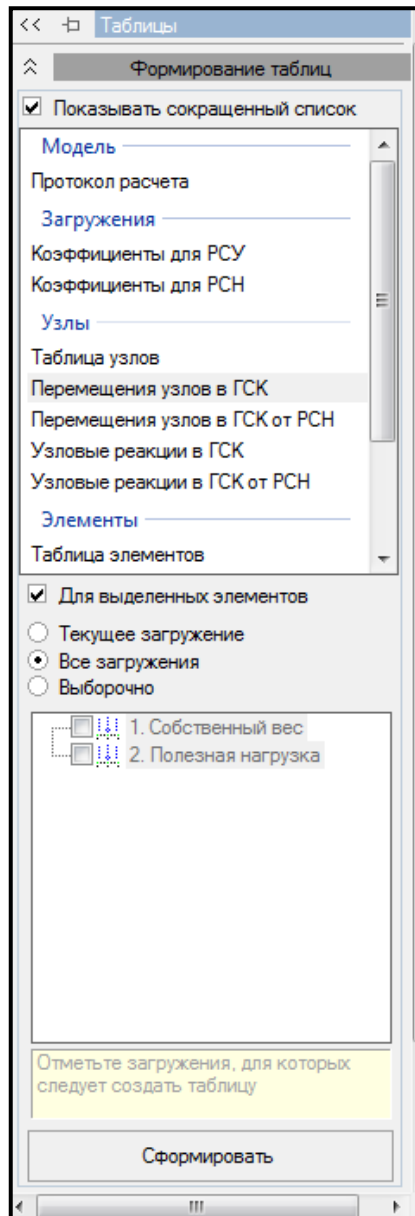 << Таблицы
Формирование таблиц
Показывать сокращенный список
Модель
Протокол расчета
Загружения
Коэффициенты для РСУ
Коэффициенты для РСН
Узлы
Таблица узлов
Перемещения узлов в ГСК
Перемещения узлов в ГСК от РСН
Узловые реакции в ГСК
Узловые реакции в ГСК от РСН
Элементы
Таблица элементов
Для выделенных элементов
Текущее загружение
Все загружения
Выборочно
1. Собственный вес
2. Полезная нагрузка
Отметьте загружения, для которых
следует создать таблицу
Сформировать